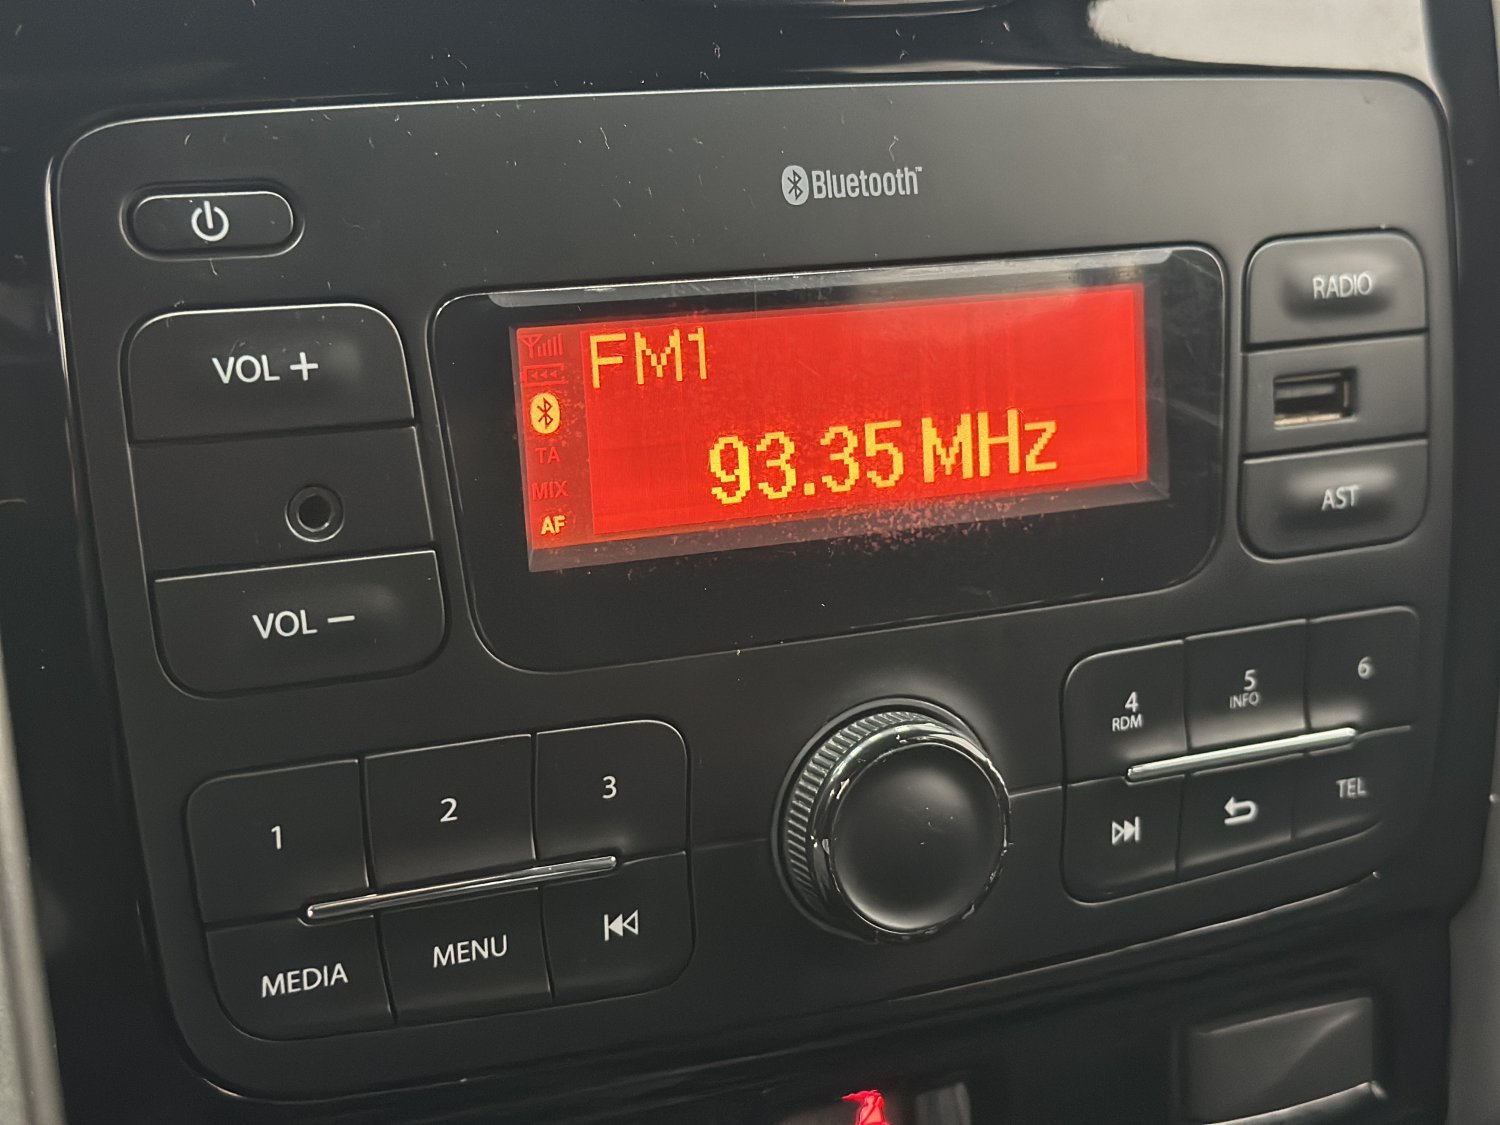 Bluetooth™
RADIO
VOL +
FM1
93.35 MHz
TA
MIX
AF
AST
VOL −
4
RDM
5
INFO
6
1
2
3
TEL
MEDIA
MENU